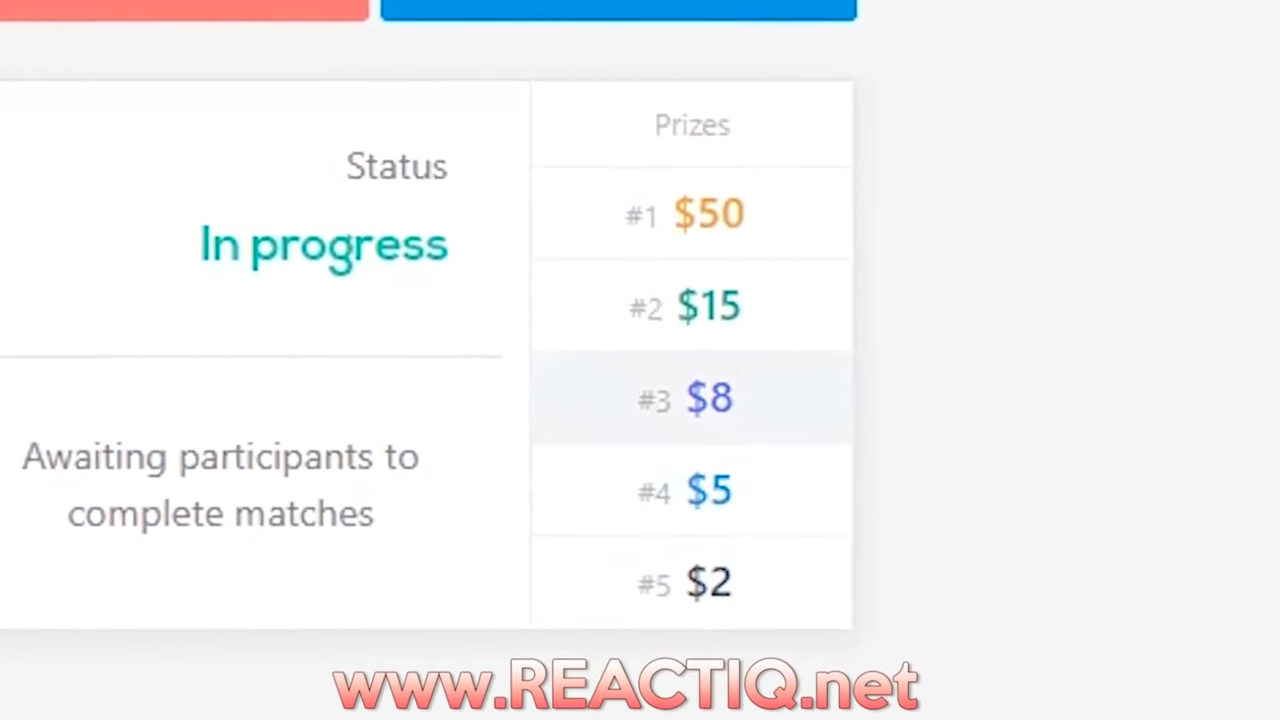 Status
In progress
Awaiting participants to
complete matches
Prizes
#1 $50
#2 $15
#3 $8
#4 $5
#5 $2
www.REACTIQ.net